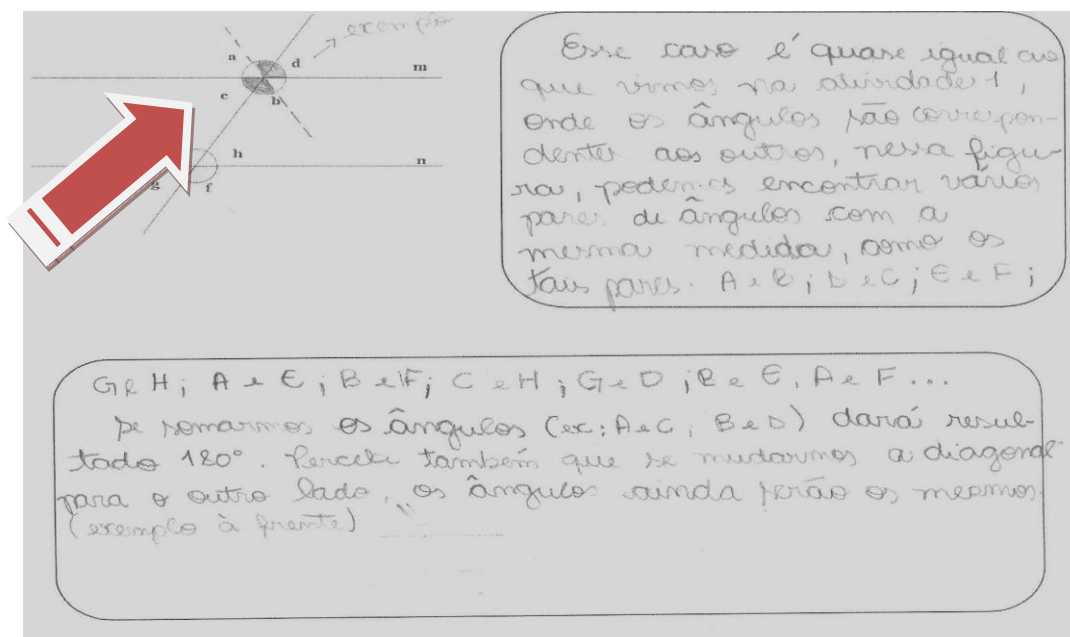 exemplo
a
d
m
c
b
h
n
g
f
Esse caso é quase igual ao
que vimos na atividade 1,
onde os ângulos são correspon-
dentes aos outros, nessa figu-
ra, podemos encontrar vários
pares de ângulos com a
mesma medida, como os
tais pares. A e B; D e C; E e F;
G e H; A e E; B e F; C e H; G e D; B e E, A e F...
Se somarmos os ângulos (ex: A e C; B e D) dará resul-
tado 180°. Percebi também que se mudarmos a diagonal
para o outro lado, os ângulos ainda serão os mesmos.
(exemplo à frente)